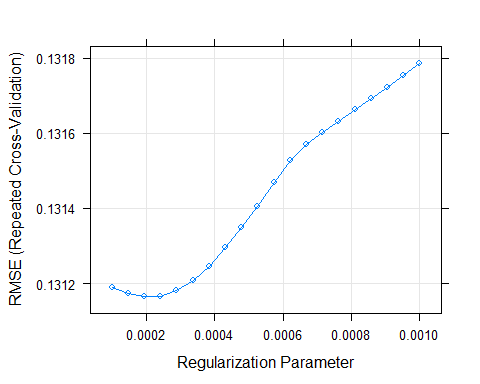 0.1318
0.1316
0.1314
0.1312
RMSE (Repeated Cross-Validation)
0.0002 0.0004 0.0006 0.0008 0.0010
Regularization Parameter